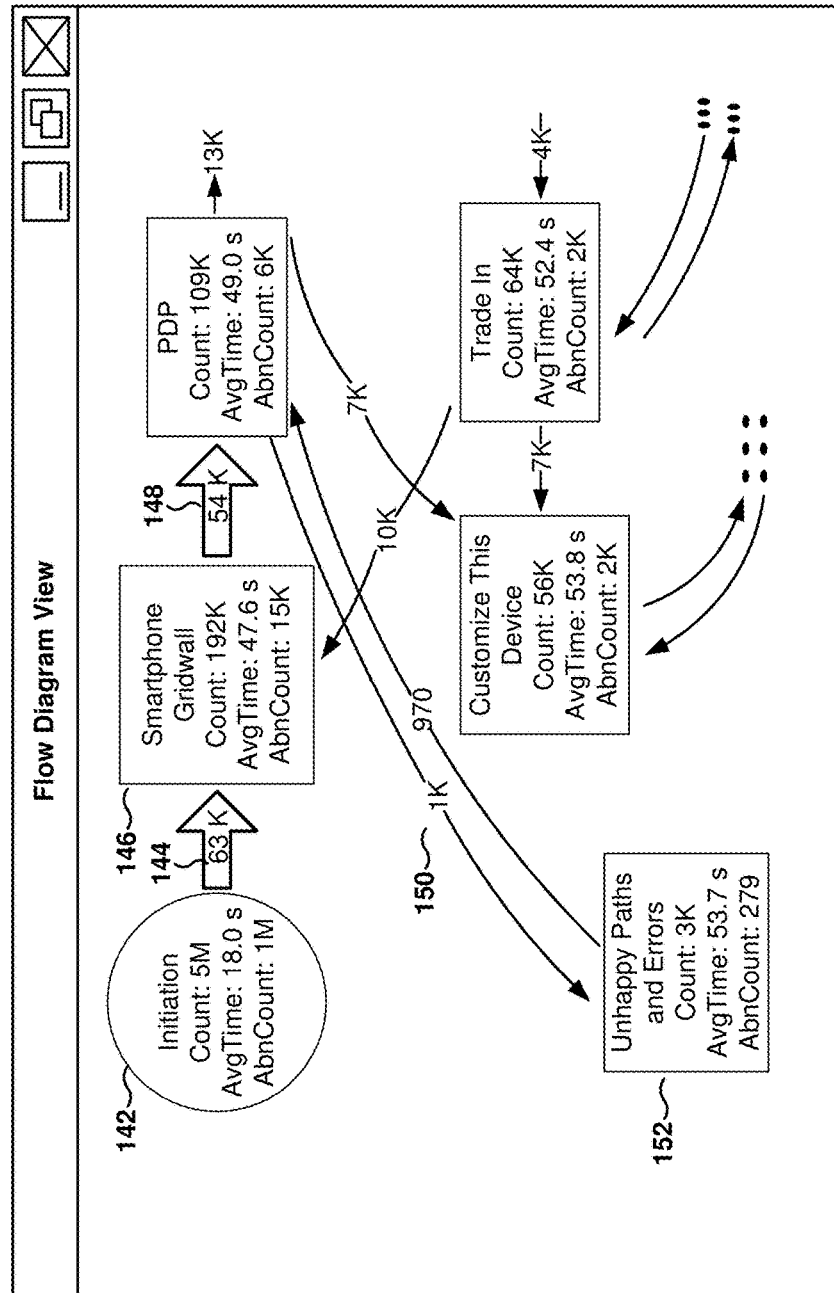 Flow Diagram View
142
Initiation
Count: 5M
AvgTime: 18.0 s
AbnCount: 1M
144
63 K
146
Smartphone
Gridwall
Count: 192K
AvgTime: 47.6 s
AbnCount: 15K
148
54 K
PDP
Count: 109K
AvgTime: 49.0 s
AbnCount: 6K
13K
150
1K
970
10K
7K
152
Unhappy Paths
and Errors
Count: 3K
AvgTime: 53.7 s
AbnCount: 279
Customize This
Device
Count: 56K
AvgTime: 53.8 s
AbnCount: 2K
7K
Trade In
Count: 64K
AvgTime: 52.4 s
AbnCount: 2K
4K